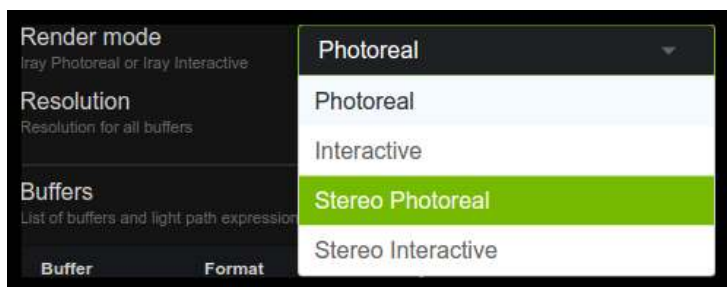 Render mode
Iray Photoreal or Iray Interactive
Photoreal
Photoreal
Resolution
Resolution for all buffers
Interactive
Buffers
List of buffers and light path expression
Stereo Photoreal
Stereo Interactive
Buffer Format